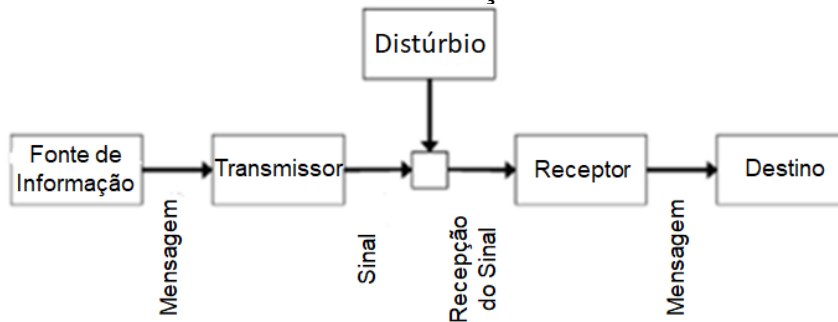 Distúrbio
Fonte de
Informação
Transmissor
Receptor
Destino
Mensagem
Sinal
Recepção
do Sinal
Mensagem